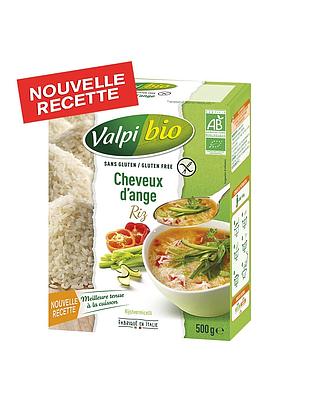 NOUVELLE
RECETTE
Valpi bio
SANS GLUTEN / GLUTEN FREE
AB
Cheveux
d'ange
Riz
NOUVELLE
RECETTE
Meilleure tenue
à la cuisson
Rijstvermicelli
FABRIQUÉ EN ITALIE
500g e